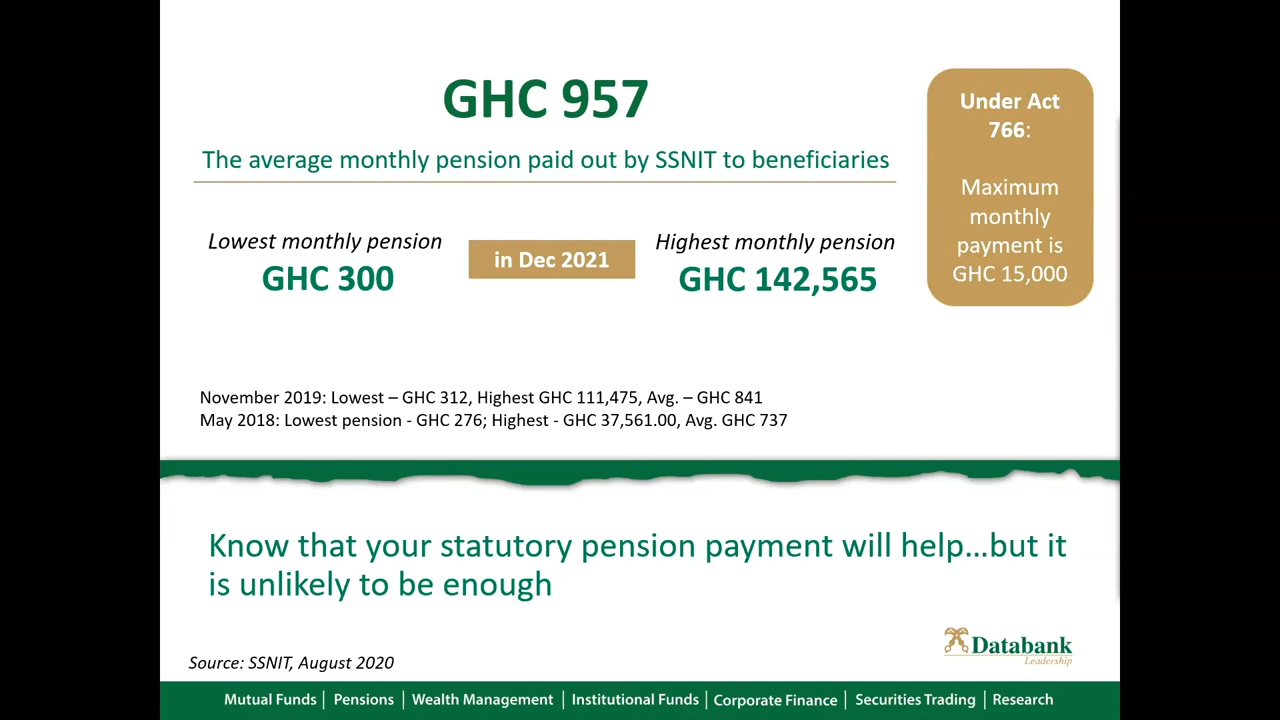 GHC 957
The average monthly pension paid out by SSNIT to beneficiaries
Lowest monthly pension
GHC 300
in Dec 2021
Highest monthly pension
GHC 142,565
Under Act
766:
Maximum
monthly
payment is
GHC 15,000
November 2019: Lowest – GHC 312, Highest GHC 111,475, Avg. – GHC 841
May 2018: Lowest pension - GHC 276; Highest - GHC 37,561.00, Avg. GHC 737
Know that your statutory pension payment will help…but it
is unlikely to be enough
Databank
Leadership
Source: SSNIT, August 2020
Mutual Funds | Pensions | Wealth Management | Institutional Funds | Corporate Finance | Securities Trading | Research